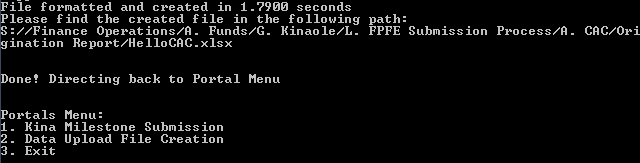 File formatted and created in 1.7900 seconds
Please find the created file in the following path:
S://Finance Operations/A. Funds/G. Kinaole/L. FPFE Submission Process/A. CAC/Ori
gination Report/HelloCAC.xlsx
Done! Directing back to Portal Menu
Portals Menu:
1. Kina Milestone Submission
2. Data Upload File Creation
3. Exit